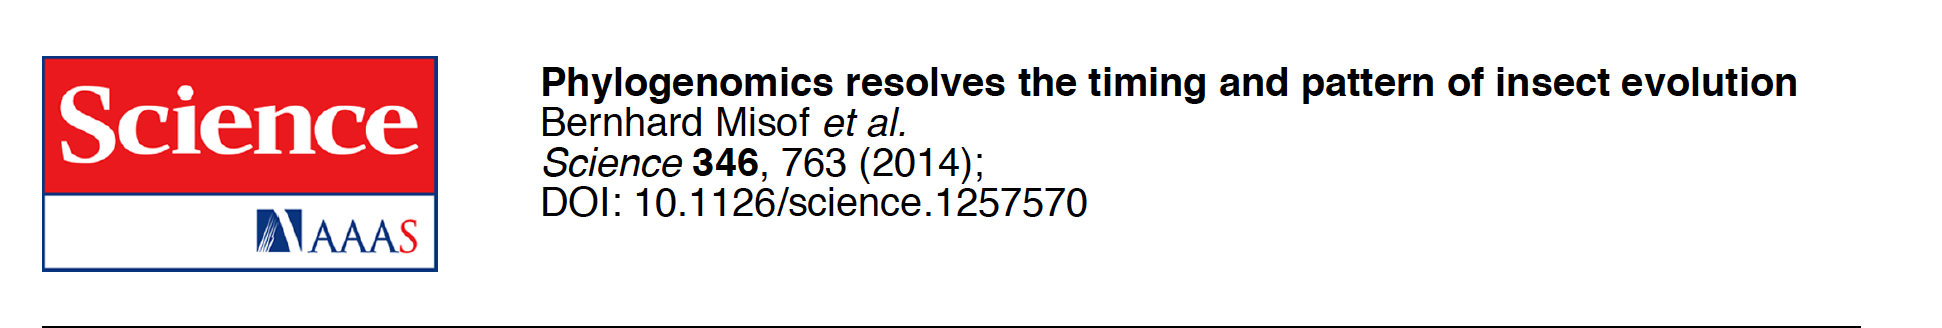 Science
AAAS
Phylogenomics resolves the timing and pattern of insect evolution
Bernhard Misof et al.
Science 346, 763 (2014);
DOI: 10.1126/science.1257570